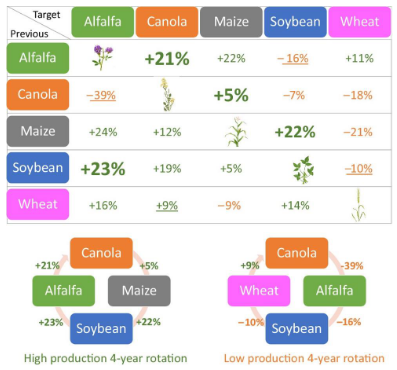 Target
Previous
Alfalfa Canola Maize Soybean Wheat
Alfalfa +21% +22% –16% +11%
Canola –39% +5% –7% –18%
Maize +24% +12% +22% –21%
Soybean +23% +19% +5% –10%
Wheat +16% +9% –9% +14%
Canola Canola
+21% +5% +9% –39%
Alfalfa Maize Wheat Alfalfa
+23% +22% –10% –16%
Soybean Soybean
High production 4-year rotation Low production 4-year rotation